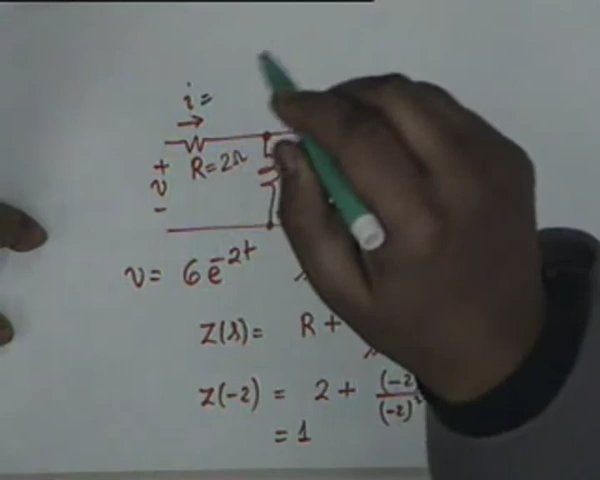 i =
+
v
-
R = 2Ω
v = 6e^-2t
Z(s) = R +
Z(-2) = 2 + (-2)/(-2)
= 1